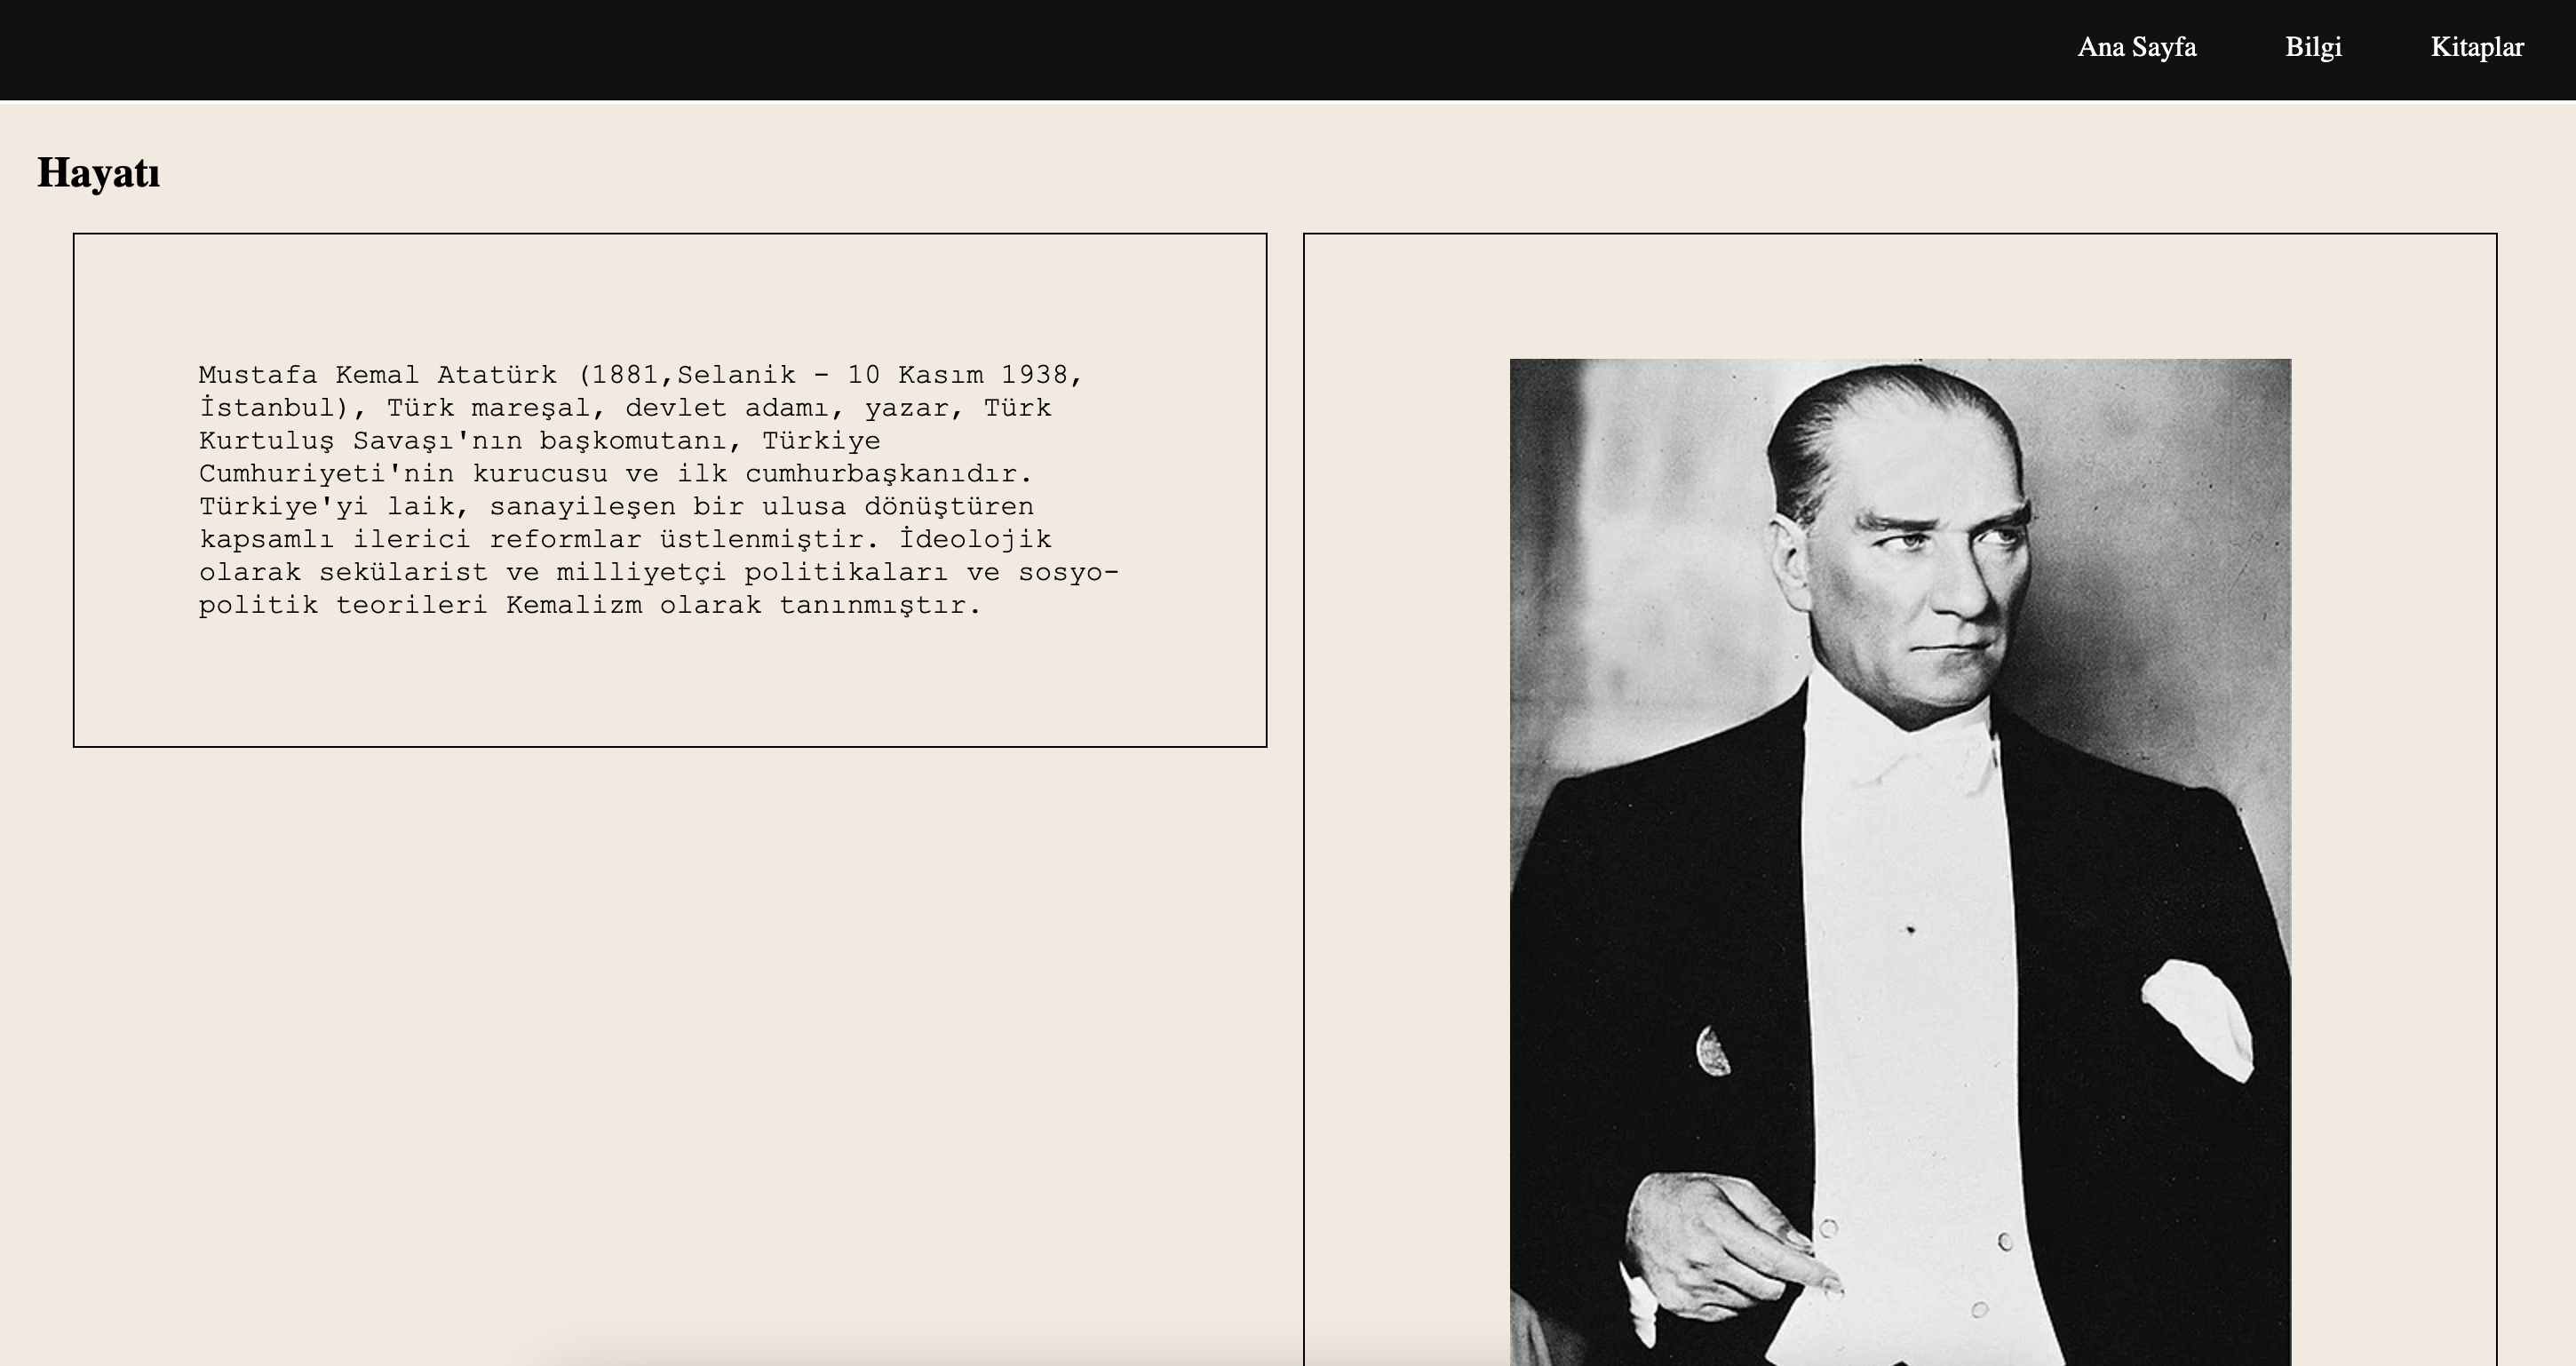 Ana Sayfa Bilgi Kitaplar
Hayatı
Mustafa Kemal Atatürk (1881,Selanik - 10 Kasım 1938,
İstanbul), Türk mareşal, devlet adamı, yazar, Türk
Kurtuluş Savaşı'nın başkomutanı, Türkiye
Cumhuriyeti'nin kurucusu ve ilk cumhurbaşkanıdır.
Türkiye'yi laik, sanayileşen bir ulusa dönüştüren
kapsamlı ilerici reformlar üstlenmiştir. İdeolojik
olarak sekülarist ve milliyetçi politikaları ve sosyo-
politik teorileri Kemalizm olarak tanınmıştır.